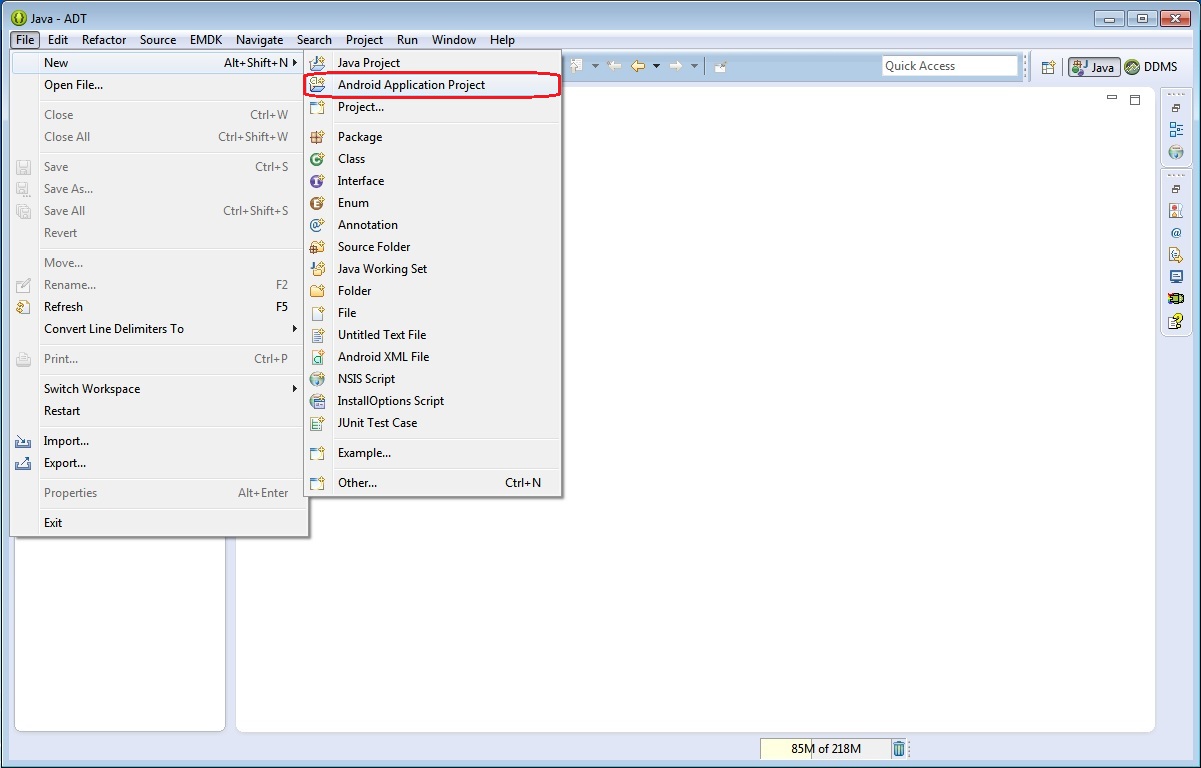 Java - ADT
File Edit Refactor Source EMDK Navigate Search Project Run Window Help
Quick Access
Java
DDMS
New Alt+Shift+N
Open File...
Close Ctrl+W
Close All Ctrl+Shift+W
Save Ctrl+S
Save As...
Save All Ctrl+Shift+S
Revert
Move...
Rename... F2
Refresh F5
Convert Line Delimiters To
Print... Ctrl+P
Switch Workspace
Restart
Import...
Export...
Properties Alt+Enter
Exit
Java Project
Android Application Project
Project...
Package
Class
Interface
Enum
Annotation
Source Folder
Java Working Set
Folder
File
Untitled Text File
Android XML File
NSIS Script
InstallOptions Script
JUnit Test Case
Example...
Other... Ctrl+N
85M of 218M